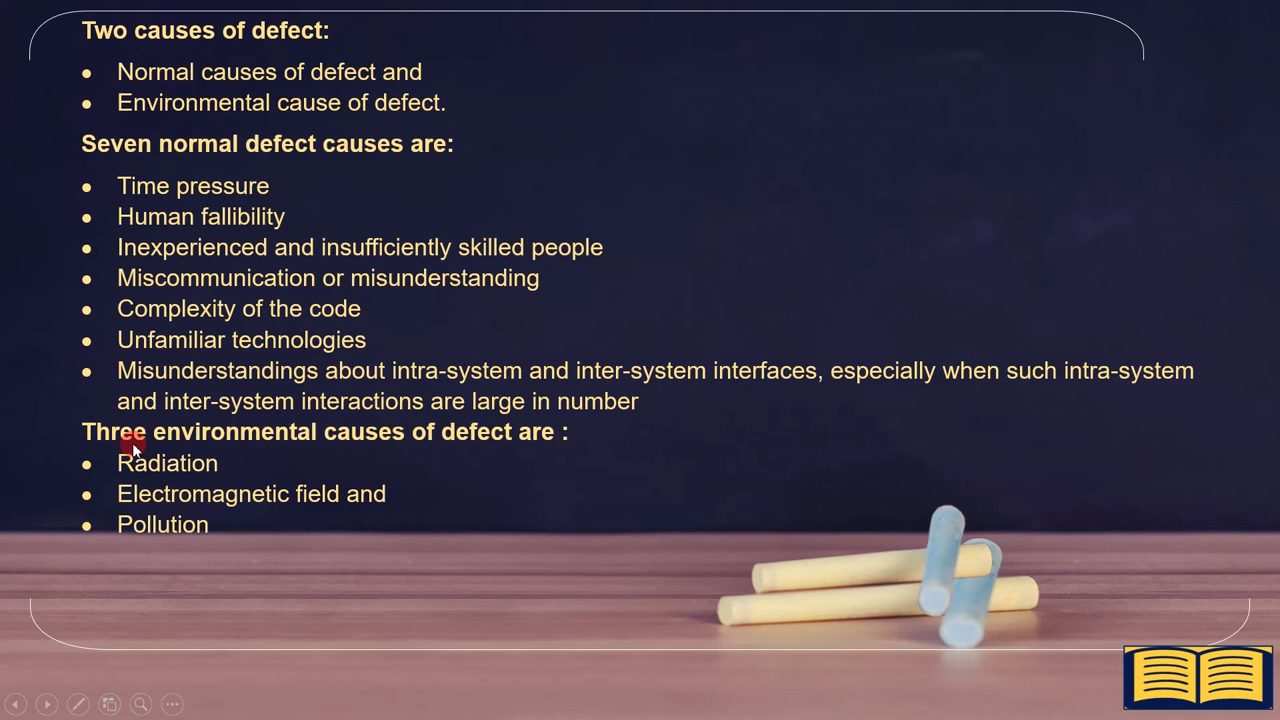 Two causes of defect:
• Normal causes of defect and
• Environmental cause of defect.
Seven normal defect causes are:
• Time pressure
• Human fallibility
• Inexperienced and insufficiently skilled people
• Miscommunication or misunderstanding
• Complexity of the code
• Unfamiliar technologies
• Misunderstandings about intra-system and inter-system interfaces, especially when such intra-system
and inter-system interactions are large in number
Three environmental causes of defect are :
• Radiation
• Electromagnetic field and
• Pollution